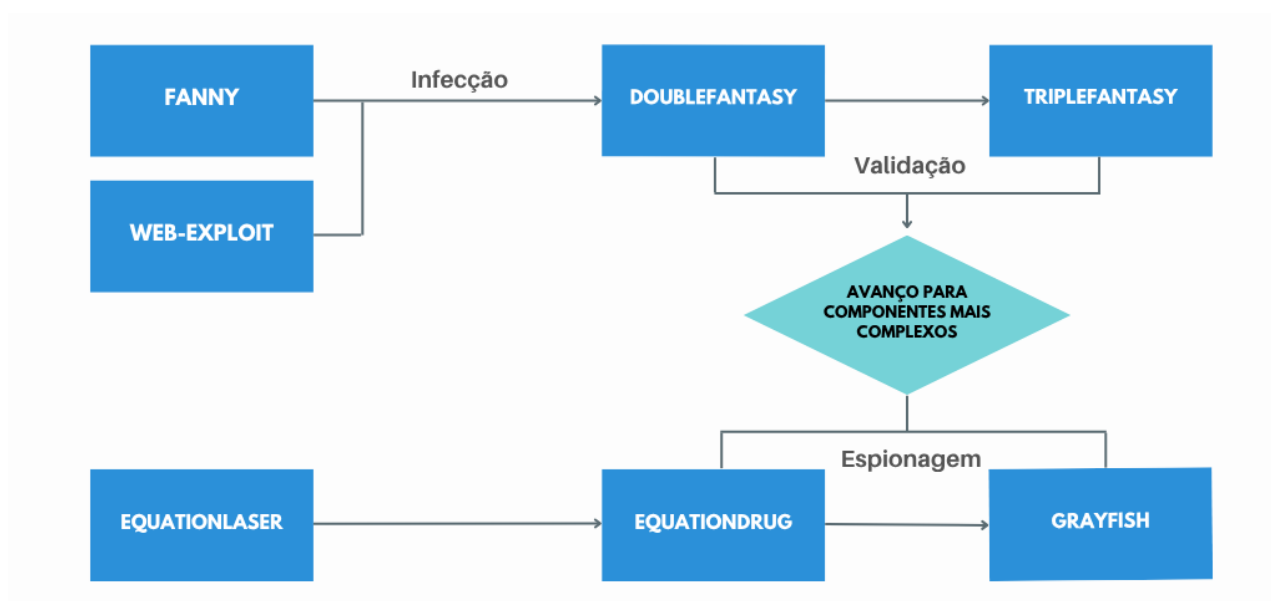 FANNY
Infecção
DOUBLEFANTASY
TRIPLEFANTASY
WEB-EXPLOIT
Validação
AVANÇO PARA
COMPONENTES MAIS
COMPLEXOS
Espionagem
EQUATIONLASER
EQUATIONDRUG
GRAYFISH